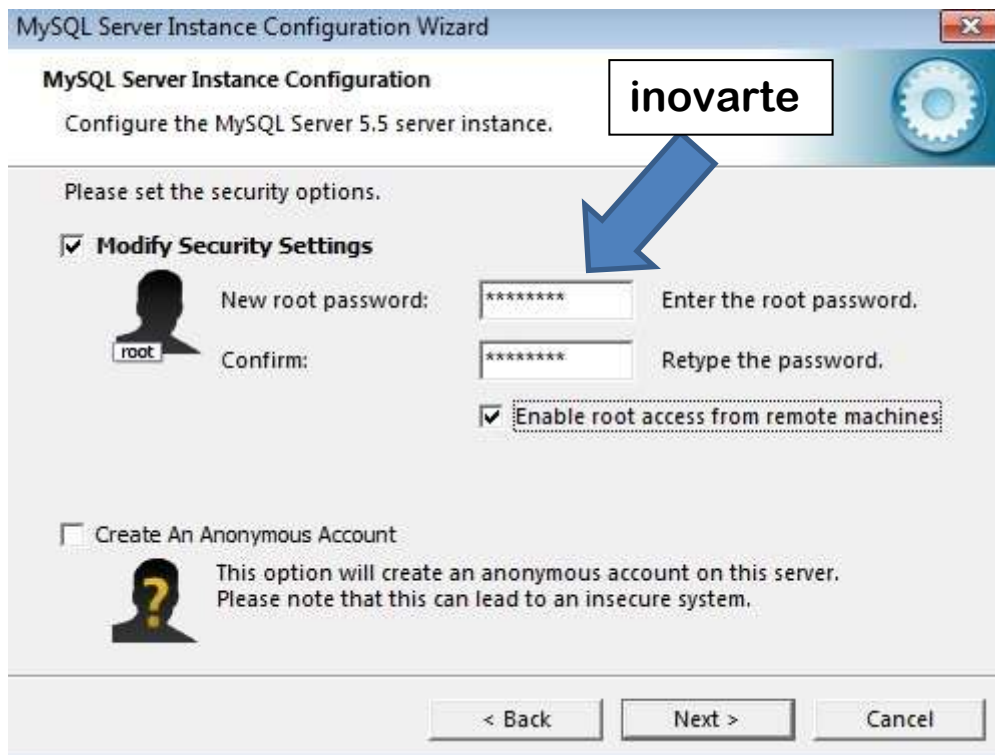 MySQL Server Instance Configuration Wizard
MySQL Server Instance Configuration
inovarte
Configure the MySQL Server 5.5 server instance.
Please set the security options.
Modify Security Settings
New root password: ******** Enter the root password.
root
Confirm: ******** Retype the password.
Enable root access from remote machines
Create An Anonymous Account
?
This option will create an anonymous account on this server.
Please note that this can lead to an insecure system.
< Back Next > Cancel